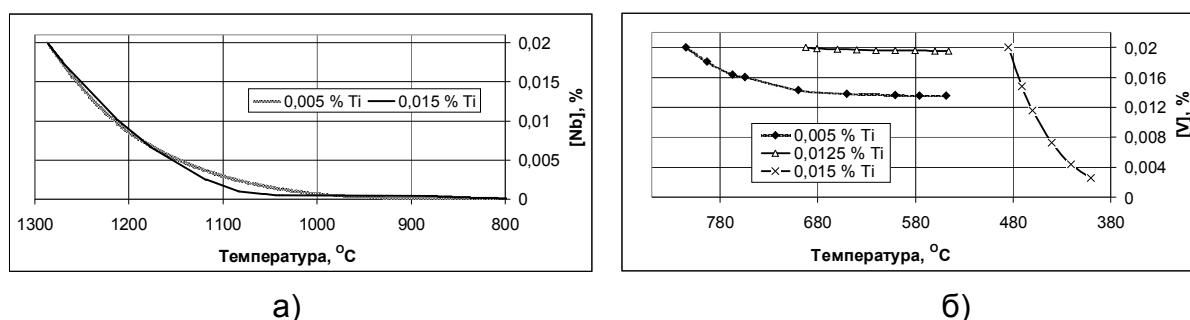 0,02
0,015
0,01
0,005
0
[Nb], %
0,005 % Ti 0,015 % Ti
1300 1200 1100 1000 900 800
Температура, °C
а)
0,02
0,016
0,012
0,008
0,004
0
[V], %
0,005 % Ti
0,0125 % Ti
0,015 % Ti
780 680 580 480 380
Температура, °C
б)